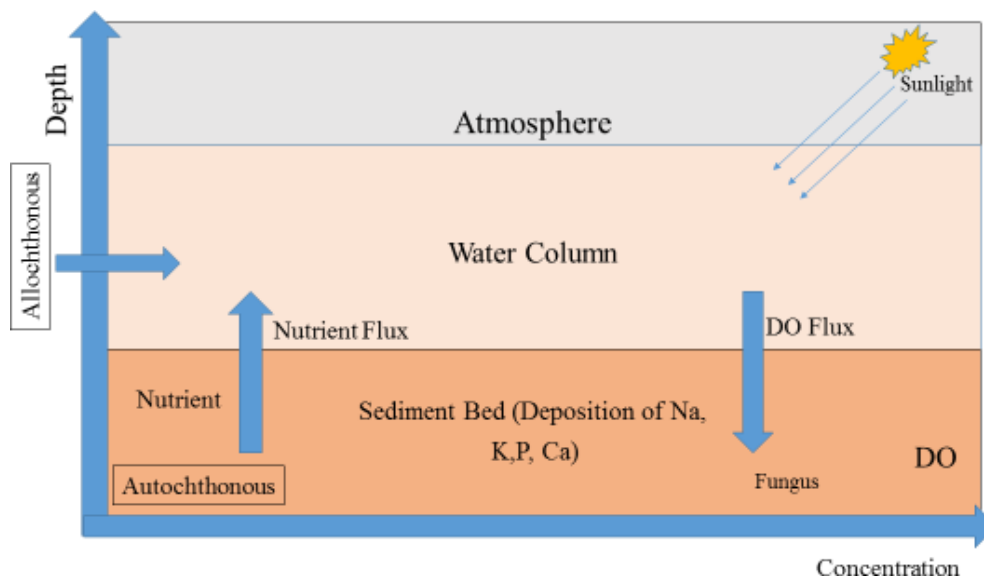 Depth
Sunlight
Atmosphere
Allochthonous
Water Column
Nutrient Flux
DO Flux
Nutrient
Sediment Bed (Deposition of Na,
K,P, Ca)
DO
Autochthonous
Fungus
Concentration